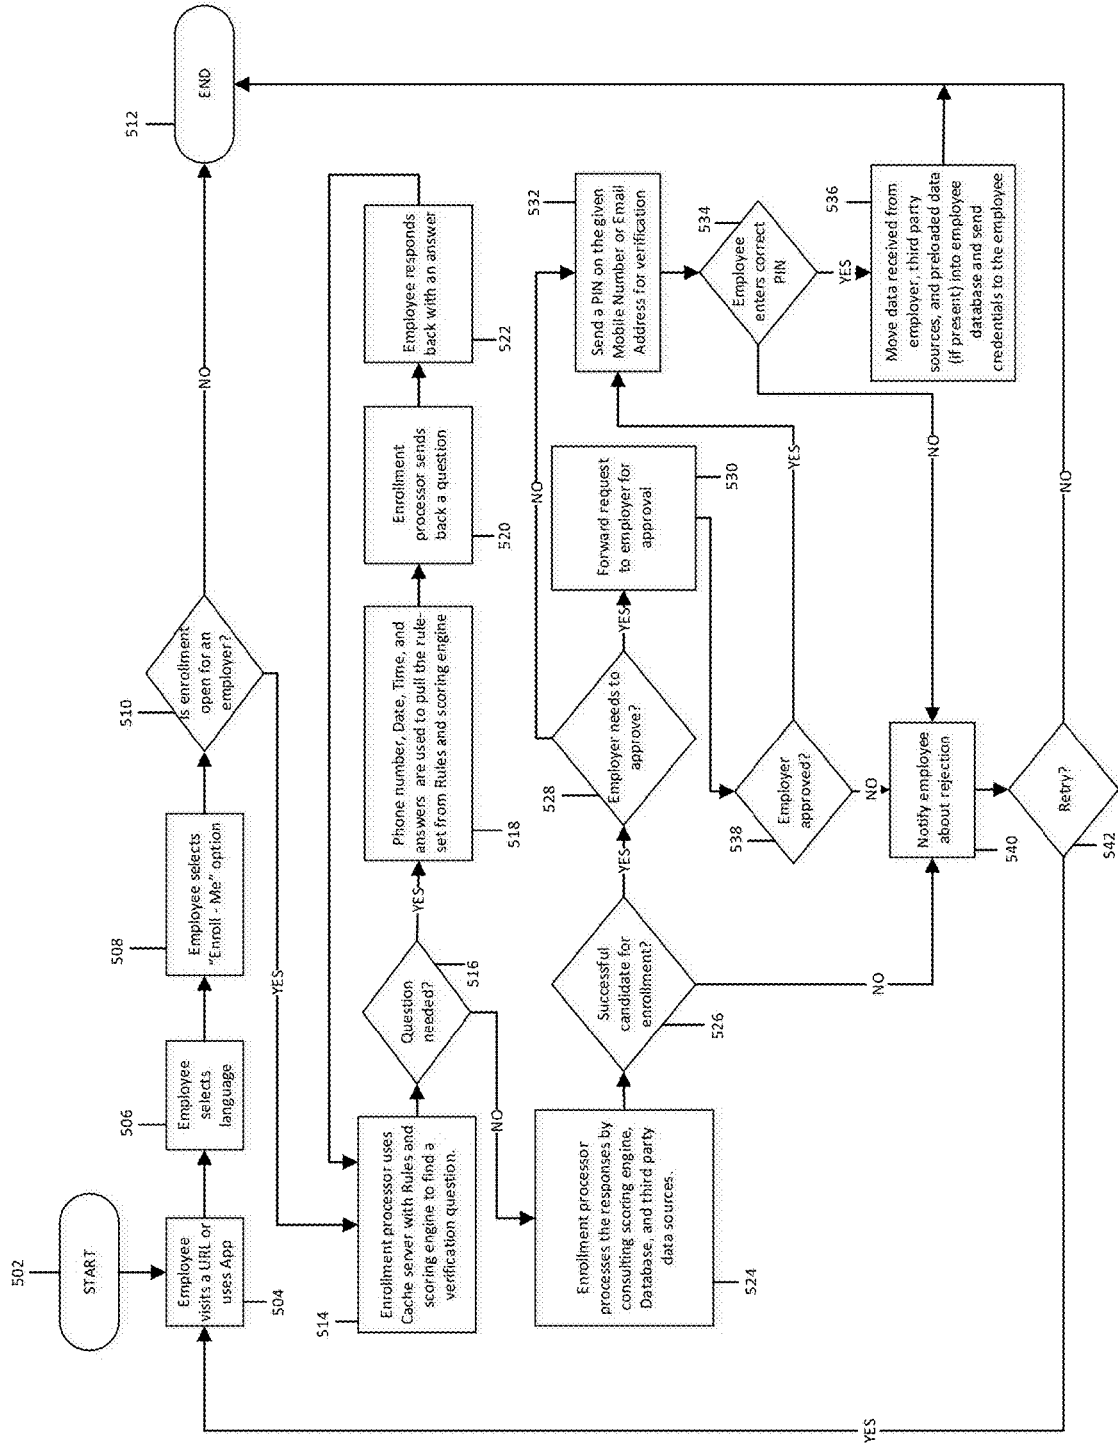 502
START
Employee
visits a URL or
uses App
504
506
Employee
selects
language
508
Employee selects
"Enroll - Me" option
510
Is enrollment
open for an
employer?
NO
512
END
YES
514
Enrollment processor uses
Cache server with Rules and
scoring engine to find a
verification question.
Question
needed?
516
YES
NO
Phone number, Date, Time, and
answers are used to pull the rule-
set from Rules and scoring engine
518
Enrollment
processor sends
back a question
520
Employee responds
back with an answer
522
Enrollment processor
processes the responses by
consulting scoring engine,
Database, and third party
data sources.
524
Successful
candidate for
enrollment?
526
YES
NO
528
Employer needs to
approve?
YES
NO
Forward request
to employer for
approval
530
532
Send a PIN on the given
Mobile Number or Email
Address for verification
534
Employee
enters correct
PIN
YES
NO
536
Move data received from
employer, third party
sources, and preloaded data
(if present) into employee
database and send
credentials to the employee
538
Employer
approved?
YES
NO
Notify employee
about rejection
540
Retry?
542
NO
YES